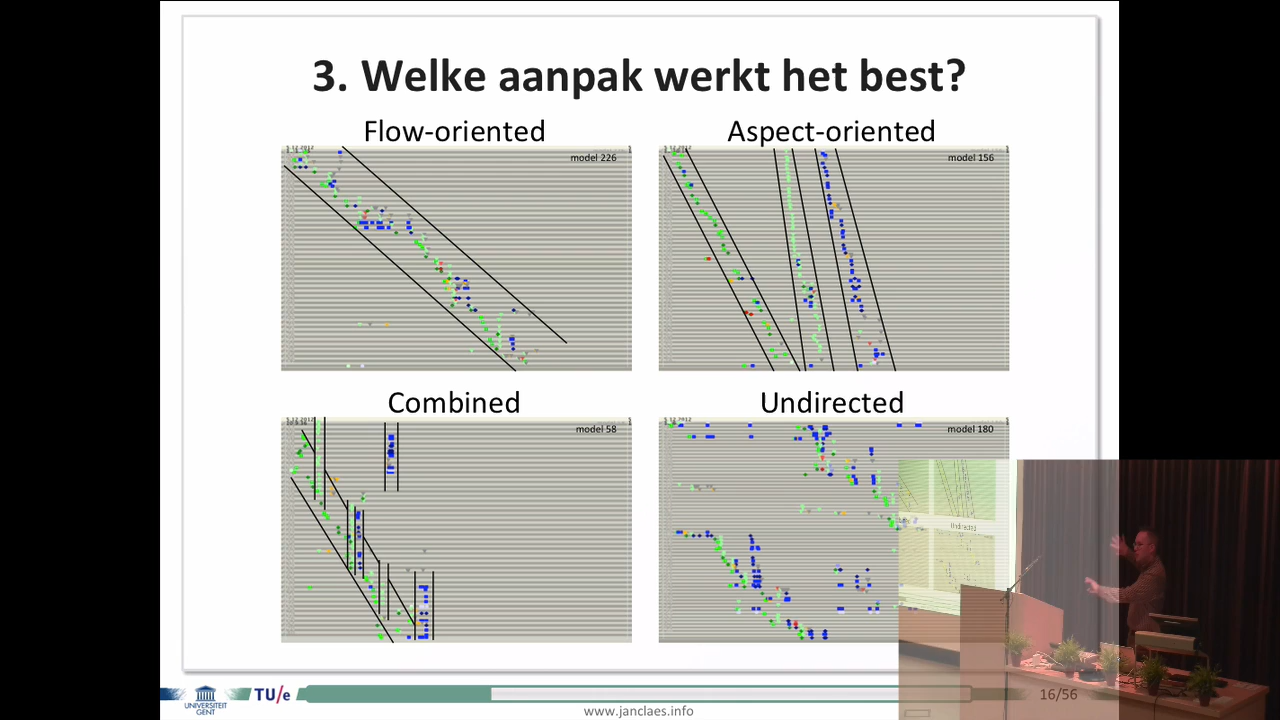 3. Welke aanpak werkt het best?
Flow-oriented
Aspect-oriented
model 226
model 156
Combined
Undirected
model 58
model 180
Undirected
UNIVERSITEIT
GENT
TU/e
www.janclaes.info
16/56